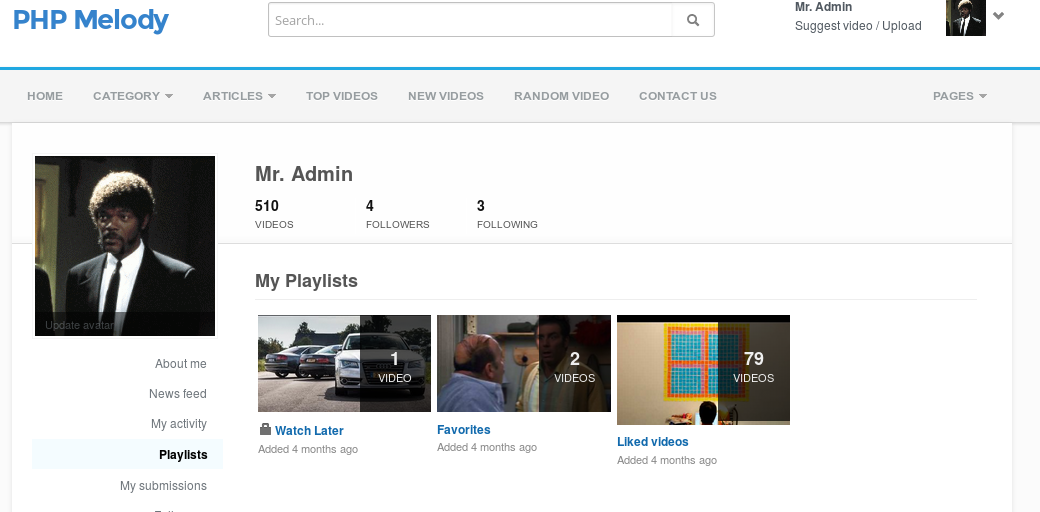 PHP Melody
Search...
Mr. Admin
Suggest video / Upload
HOME CATEGORY ARTICLES TOP VIDEOS NEW VIDEOS RANDOM VIDEO CONTACT US PAGES
Mr. Admin
510 4 3
VIDEOS FOLLOWERS FOLLOWING
Update avatar
About me
News feed
My activity
Playlists
My submissions
My Playlists
1
VIDEO
Watch Later
Added 4 months ago
2
VIDEOS
Favorites
Added 4 months ago
79
VIDEOS
Liked videos
Added 4 months ago